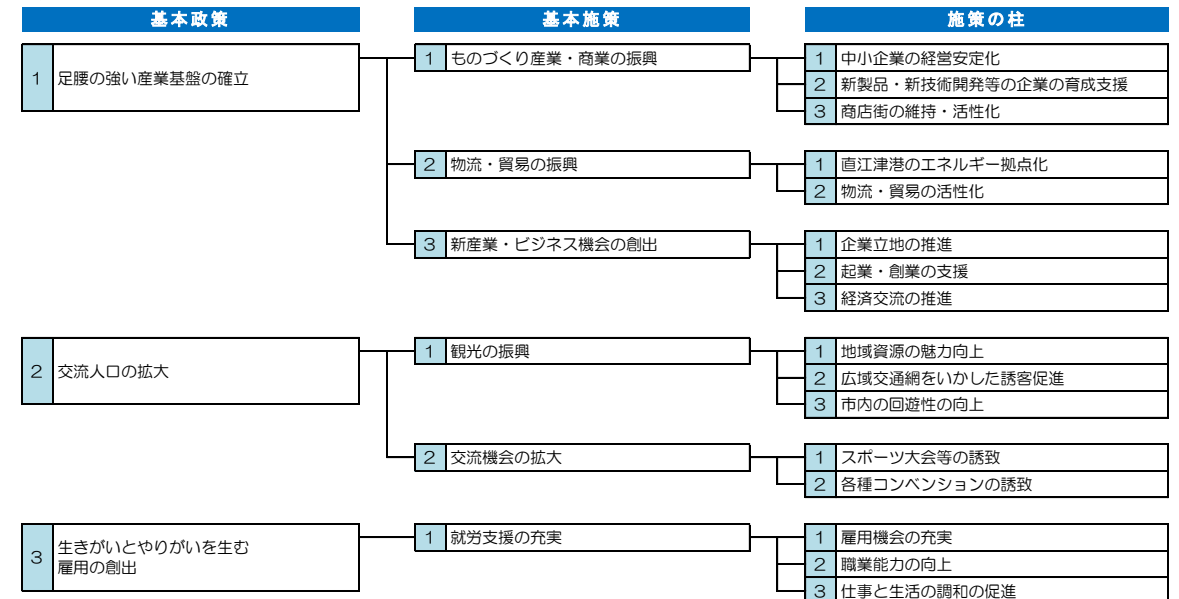 基本政策 基本施策 施策の柱
1 足腰の強い産業基盤の確立
1 ものづくり産業・商業の振興
1 中小企業の経営安定化
2 新製品・新技術開発等の企業の育成支援
3 商店街の維持・活性化
2 物流・貿易の振興
1 直江津港のエネルギー拠点化
2 物流・貿易の活性化
3 新産業・ビジネス機会の創出
1 企業立地の推進
2 起業・創業の支援
3 経済交流の推進
2 交流人口の拡大
1 観光の振興
1 地域資源の魅力向上
2 広域交通網をいかした誘客促進
3 市内の回遊性の向上
2 交流機会の拡大
1 スポーツ大会等の誘致
2 各種コンベンションの誘致
3 生きがいとやりがいを生む
雇用の創出
1 就労支援の充実
1 雇用機会の充実
2 職業能力の向上
3 仕事と生活の調和の促進